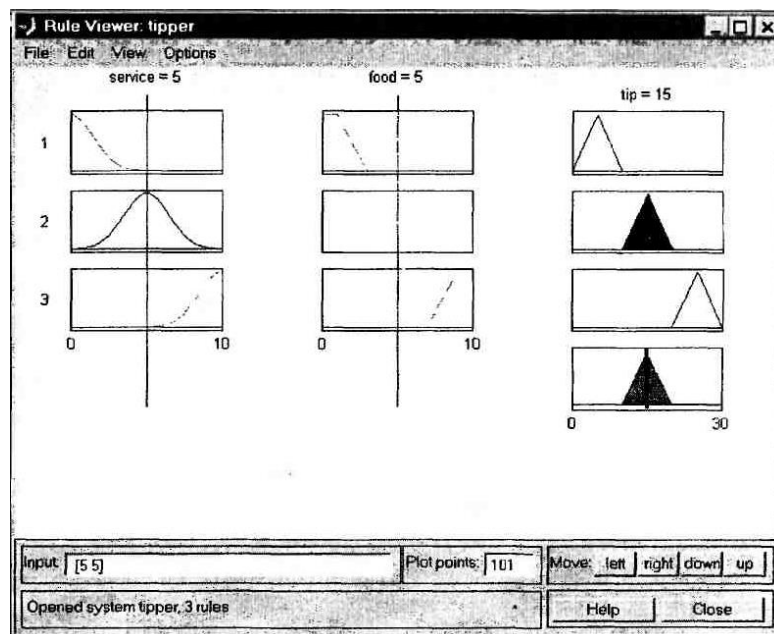 Rule Viewer: tipper
File Edit View Options
service = 5
food = 5
tip = 15
1
2
3
0 10
0 10
0 30
Input: [5 5]
Plot points: 101
Move: left right down up
Opened system tipper, 3 rules
Help Close